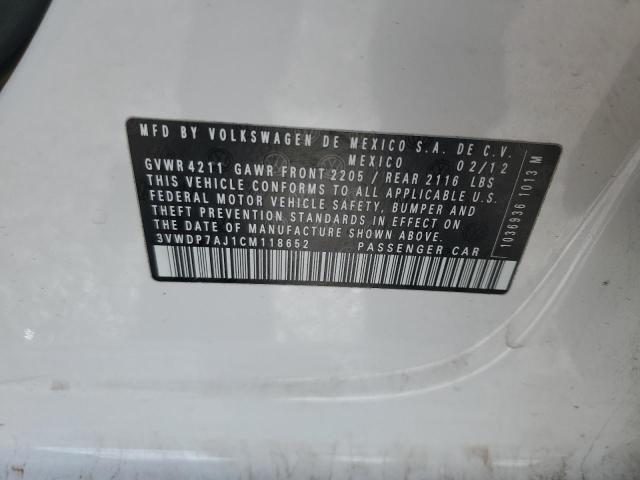 MFD BY VOLKSWAGEN DE MEXICO S.A. DE C.V.
MEXICO 02/12
GVWR 4211 GAWR FRONT 2205 / REAR 2116 LBS
THIS VEHICLE CONFORMS TO ALL APPLICABLE U.S.
FEDERAL MOTOR VEHICLE SAFETY, BUMPER AND
THEFT PREVENTION STANDARDS IN EFFECT ON
DATE OF MANUFACTURE SHOWN ABOVE.
3VWDP7AJ1CM118652 PASSENGER CAR
1036936 1013 M